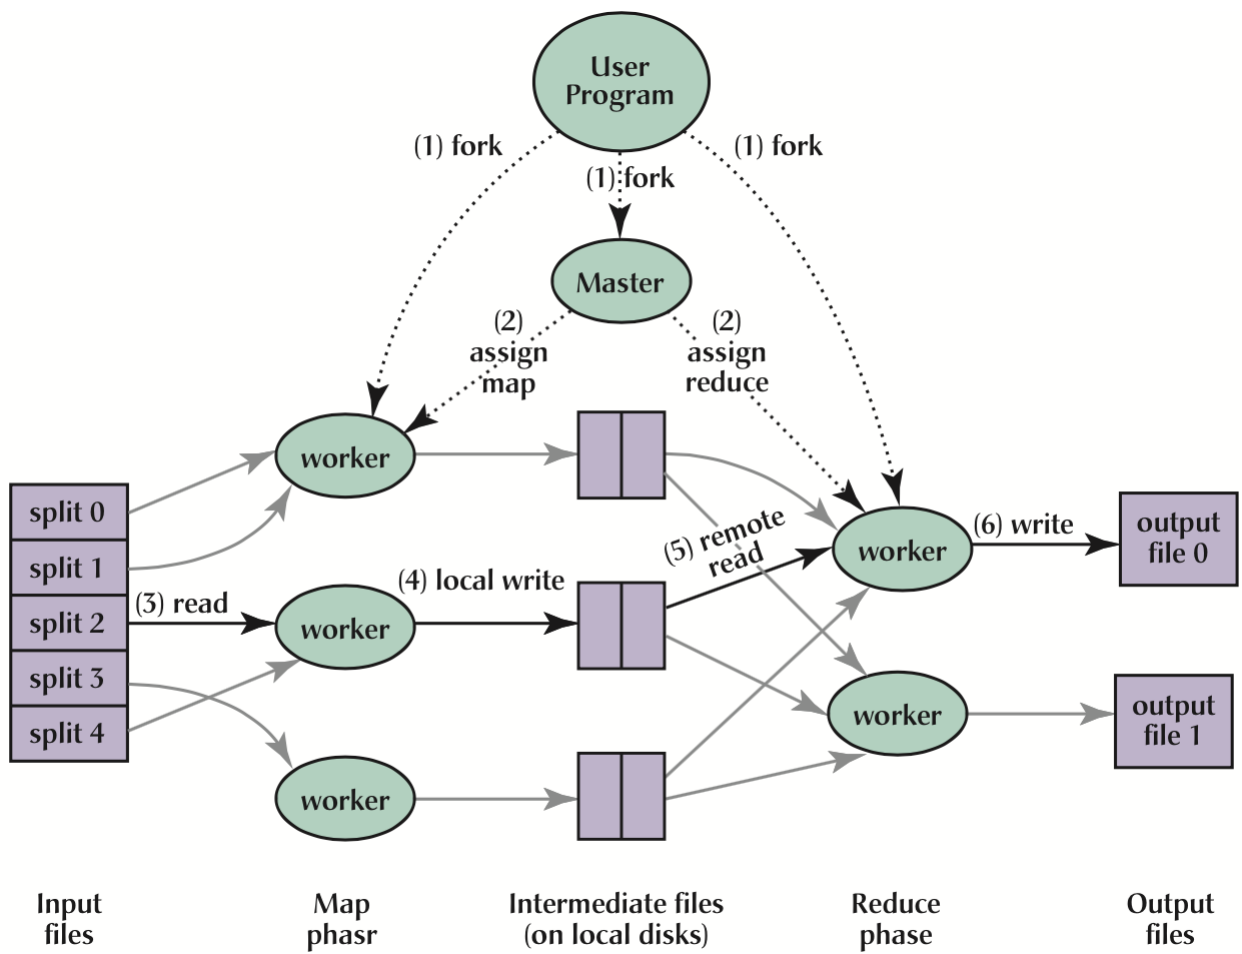 User
Program
(1) fork
(1) fork
(1) fork
Master
(2)
assign
map
(2)
assign
reduce
worker
split 0
split 1
split 2
split 3
split 4
(3) read
worker
(4) local write
(5) remote
read
worker
(6) write
output
file 0
worker
output
file 1
worker
Input
files
Map
phasr
Intermediate files
(on local disks)
Reduce
phase
Output
files